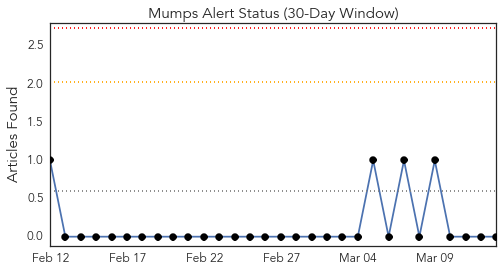 Mumps Alert Status (30-Day Window)
Articles Found
2.5
2.0
1.5
1.0
0.5
0.0
Feb 12
Feb 17
Feb 22
Feb 27
Mar 04
Mar 09